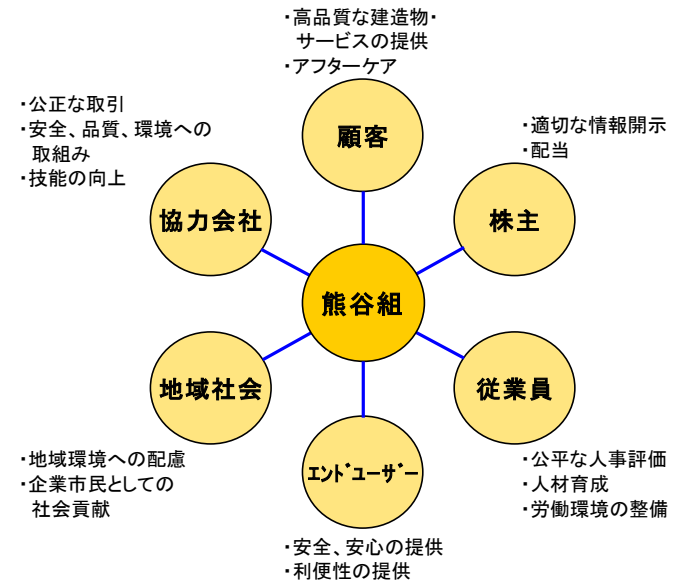 ・高品質な建造物・
サービスの提供
・アフターケア
顧客
・公正な取引
・安全、品質、環境への
取組み
・技能の向上
協力会社
・適切な情報開示
・配当
株主
熊谷組
地域社会
・地域環境への配慮
・企業市民としての
社会貢献
従業員
・公平な人事評価
・人材育成
・労働環境の整備
ｴﾝﾄﾞﾕｰｻﾞｰ
・安全、安心の提供
・利便性の提供